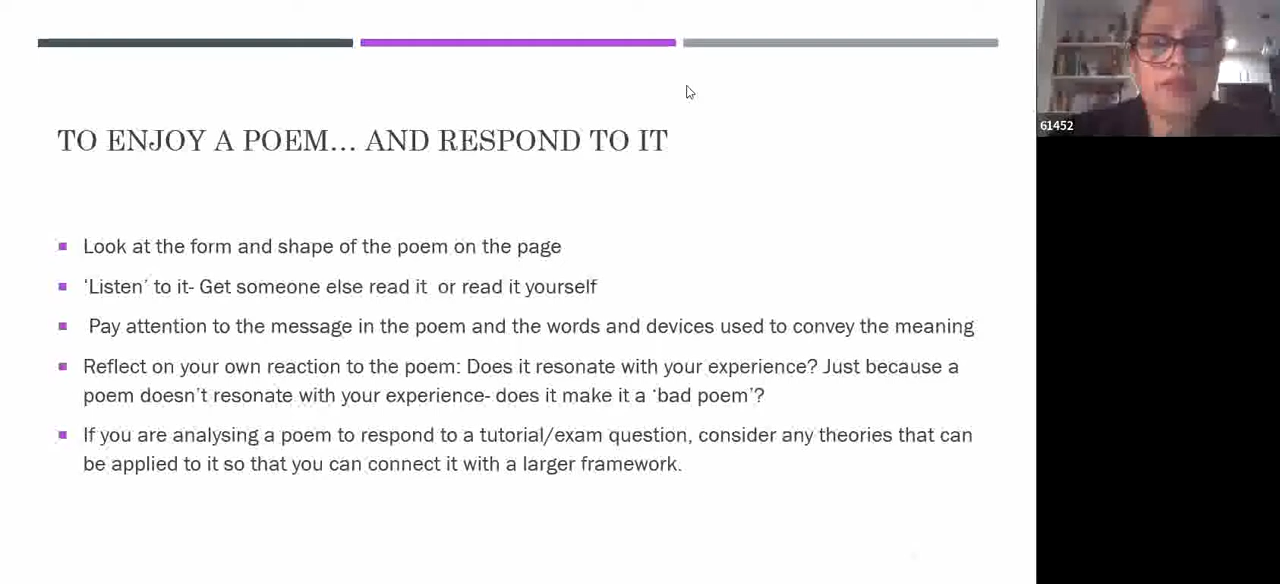 TO ENJOY A POEM... AND RESPOND TO IT
Look at the form and shape of the poem on the page
‘Listen’ to it- Get someone else read it or read it yourself
Pay attention to the message in the poem and the words and devices used to convey the meaning
Reflect on your own reaction to the poem: Does it resonate with your experience? Just because a
poem doesn’t resonate with your experience- does it make it a ‘bad poem’?
If you are analysing a poem to respond to a tutorial/exam question, consider any theories that can
be applied to it so that you can connect it with a larger framework.
61452